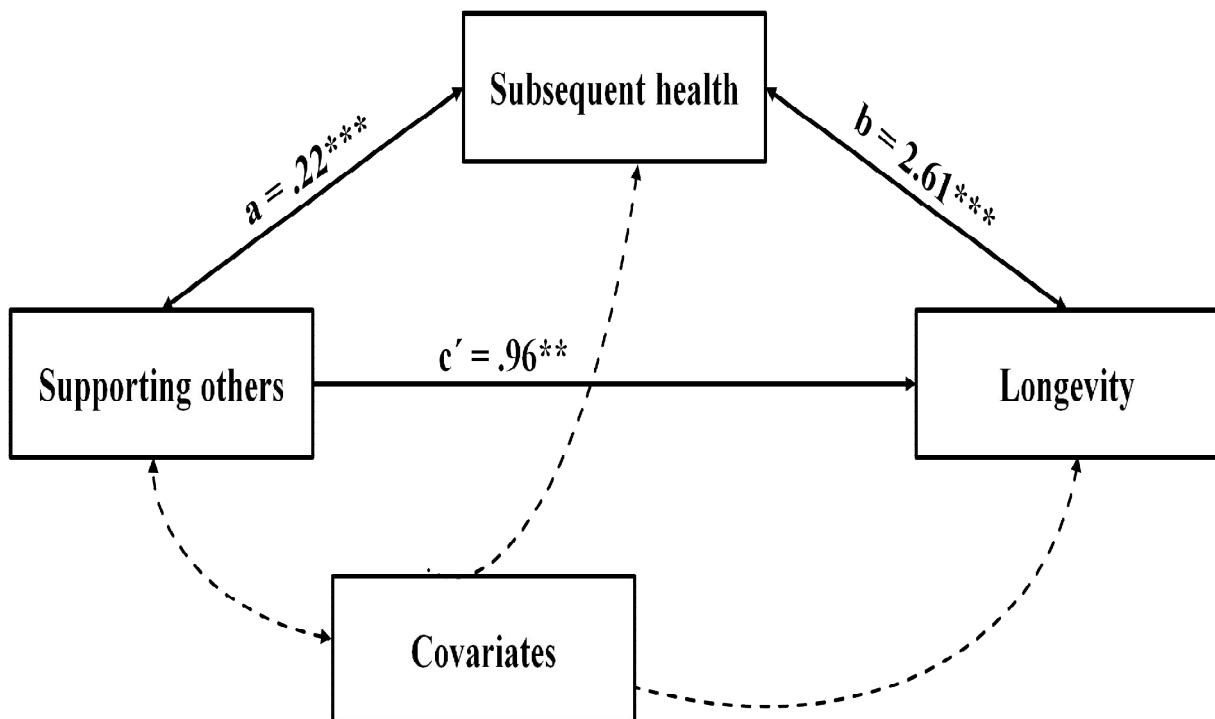 Subsequent health
a = .22***
b = 2.61***
c´ = .96**
Supporting others
Longevity
Covariates